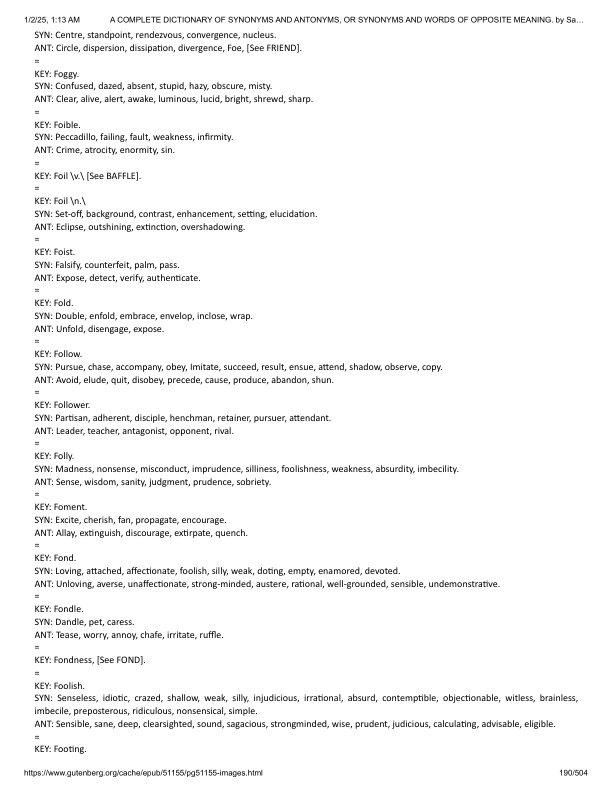 1/2/25, 1:13 AM A COMPLETE DICTIONARY OF SYNONYMS AND ANTONYMS, OR SYNONYMS AND WORDS OF OPPOSITE MEANING. by Sa…
SYN: Centre, standpoint, rendezvous, convergence, nucleus.
ANT: Circle, dispersion, dissipation, divergence, Foe, [See FRIEND].
=
KEY: Foggy.
SYN: Confused, dazed, absent, stupid, hazy, obscure, misty.
ANT: Clear, alive, alert, awake, luminous, lucid, bright, shrewd, sharp.
=
KEY: Foible.
SYN: Peccadillo, failing, fault, weakness, infirmity.
ANT: Crime, atrocity, enormity, sin.
=
KEY: Foil \v.\ [See BAFFLE].
=
KEY: Foil \n.\
SYN: Set-off, background, contrast, enhancement, setting, elucidation.
ANT: Eclipse, outshining, extinction, overshadowing.
=
KEY: Foist.
SYN: Falsify, counterfeit, palm, pass.
ANT: Expose, detect, verify, authenticate.
=
KEY: Fold.
SYN: Double, enfold, embrace, envelop, inclose, wrap.
ANT: Unfold, disengage, expose.
=
KEY: Follow.
SYN: Pursue, chase, accompany, obey, Imitate, succeed, result, ensue, attend, shadow, observe, copy.
ANT: Avoid, elude, quit, disobey, precede, cause, produce, abandon, shun.
=
KEY: Follower.
SYN: Partisan, adherent, disciple, henchman, retainer, pursuer, attendant.
ANT: Leader, teacher, antagonist, opponent, rival.
=
KEY: Folly.
SYN: Madness, nonsense, misconduct, imprudence, silliness, foolishness, weakness, absurdity, imbecility.
ANT: Sense, wisdom, sanity, judgment, prudence, sobriety.
=
KEY: Foment.
SYN: Excite, cherish, fan, propagate, encourage.
ANT: Allay, extinguish, discourage, extirpate, quench.
=
KEY: Fond.
SYN: Loving, attached, affectionate, foolish, silly, weak, doting, empty, enamored, devoted.
ANT: Unloving, averse, unaffectionate, strong-minded, austere, rational, well-grounded, sensible, undemonstrative.
=
KEY: Fondle.
SYN: Dandle, pet, caress.
ANT: Tease, worry, annoy, chafe, irritate, ruffle.
=
KEY: Fondness, [See FOND].
=
KEY: Foolish.
SYN: Senseless, idiotic, crazed, shallow, weak, silly, injudicious, irrational, absurd, contemptible, objectionable, witless, brainless,
imbecile, preposterous, ridiculous, nonsensical, simple.
ANT: Sensible, sane, deep, clearsighted, sound, sagacious, strongminded, wise, prudent, judicious, calculating, advisable, eligible.
=
KEY: Footing.
https://www.gutenberg.org/cache/epub/51155/pg51155-images.html 190/504